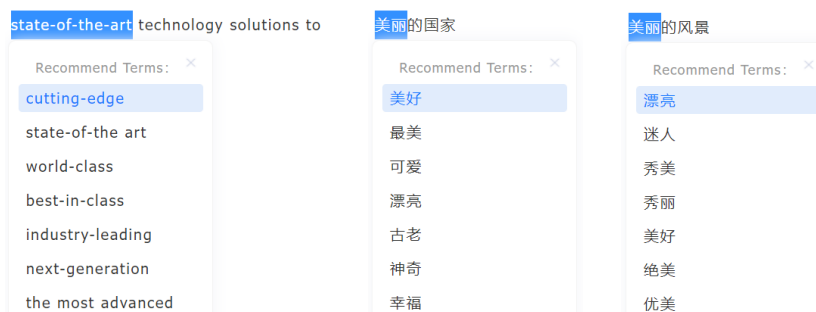 state-of-the-art technology solutions to
Recommend Terms:
cutting-edge
state-of-the art
world-class
best-in-class
industry-leading
next-generation
the most advanced
美丽的国家
Recommend Terms:
美好
最美
可爱
漂亮
古老
神奇
幸福
美丽的风景
Recommend Terms:
漂亮
迷人
秀美
秀丽
美好
绝美
优美